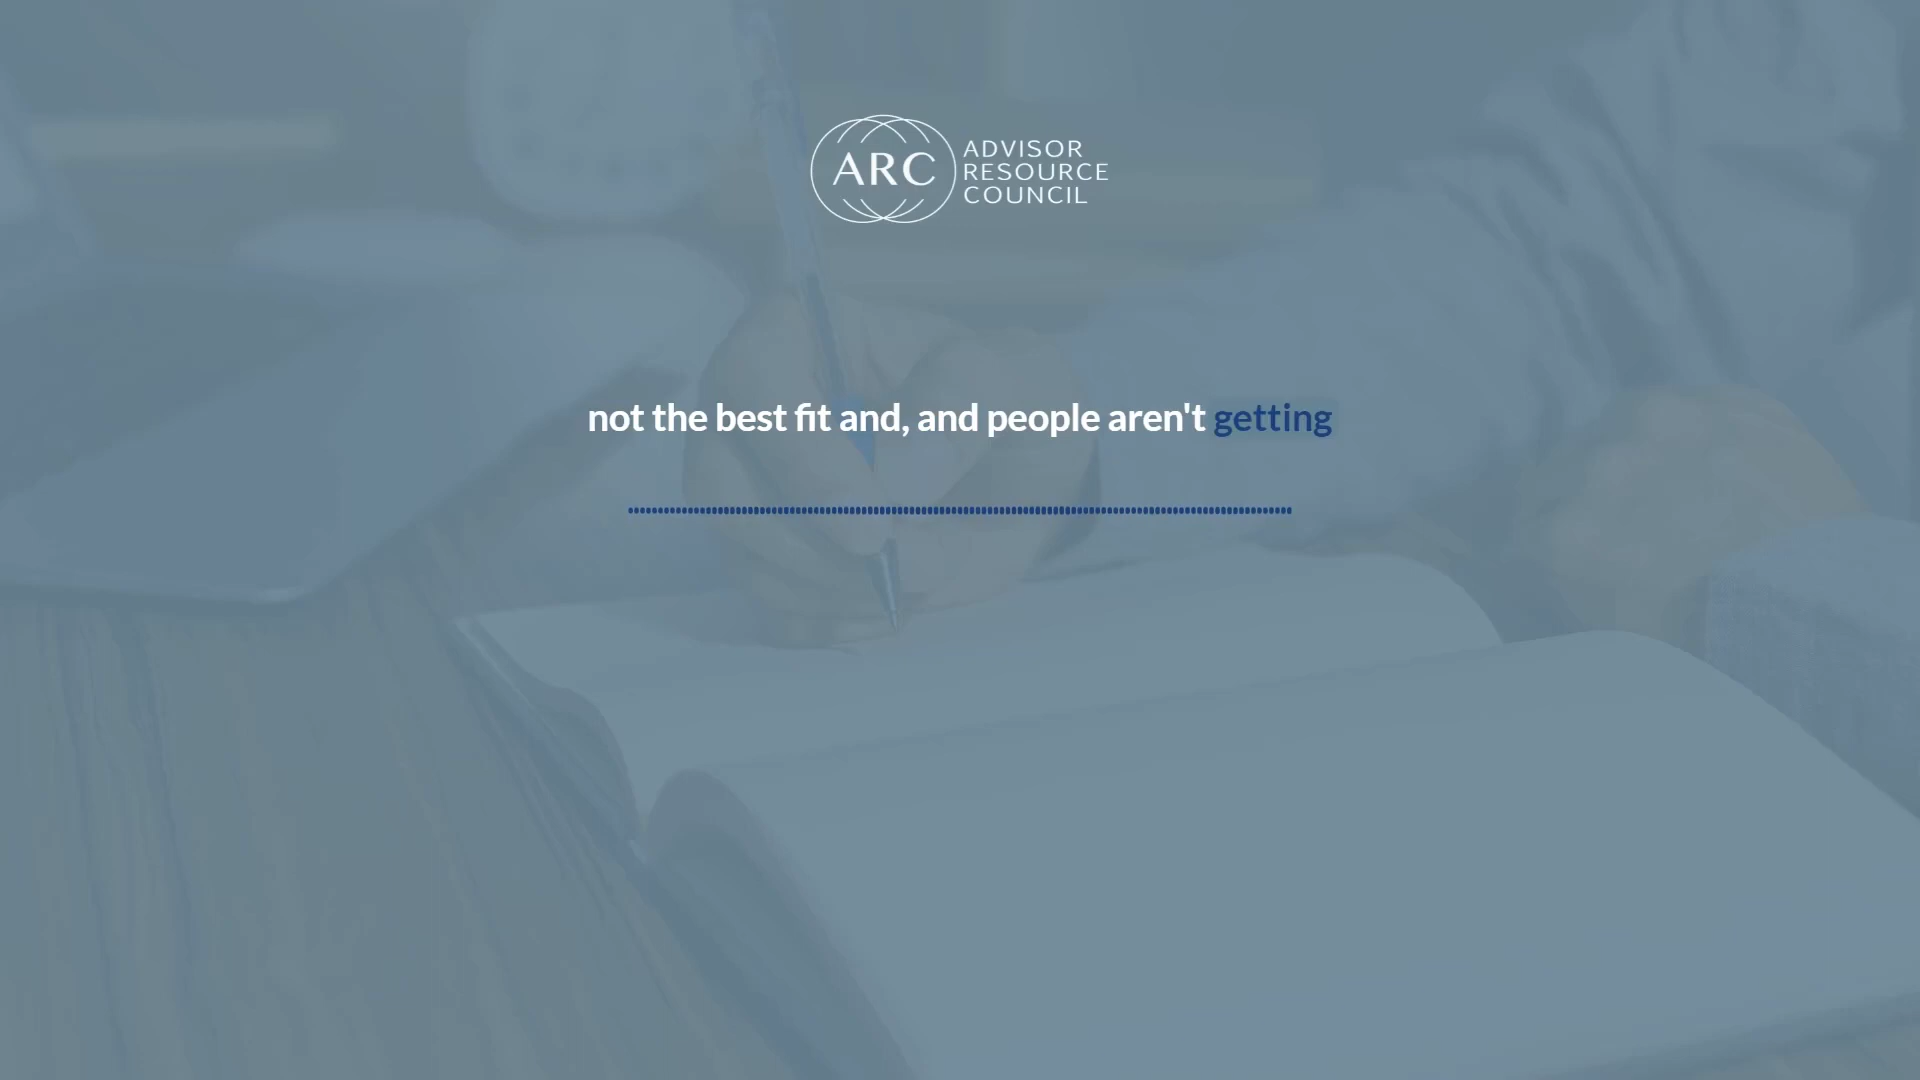 ARC
ADVISOR
RESOURCE
COUNCIL
not the best fit and, and people aren't getting